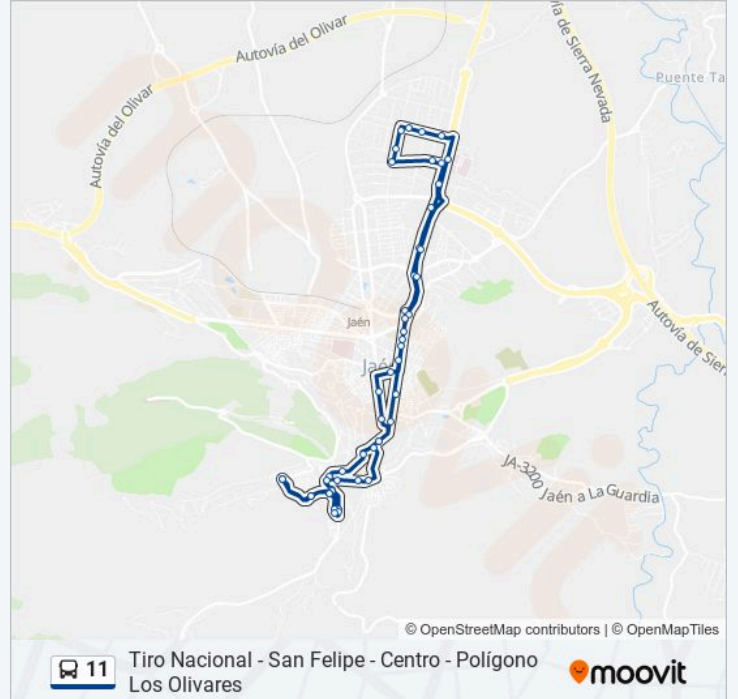 Autovía del Olivar
Autovía del Olivar
vía de Sierra Nevada
Puente Ta
Jaén
Jaén
Autovía de Sier
JA-3200
Jaén a La Guardia
© OpenStreetMap contributors | © OpenMapTiles
11
Tiro Nacional - San Felipe - Centro - Polígono
Los Olivares
moovit